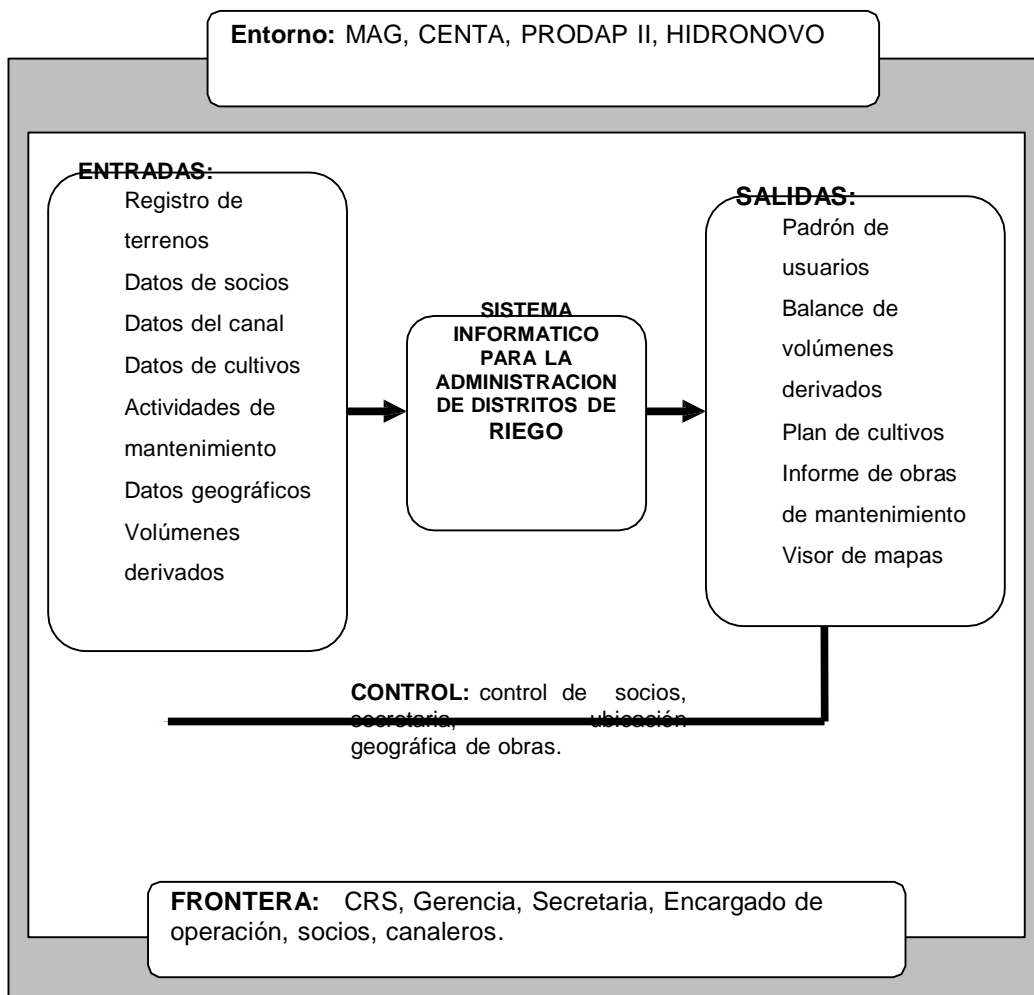 Entorno: MAG, CENTA, PRODAP II, HIDRONOVO
ENTRADAS:
Registro de
terrenos
Datos de socios
Datos del canal
Datos de cultivos
Actividades de
mantenimiento
Datos geográficos
Volúmenes
derivados
SISTEMA
INFORMATICO
PARA LA
ADMINISTRACION
DE DISTRITOS DE
RIEGO
SALIDAS:
Padrón de
usuarios
Balance de
volúmenes
derivados
Plan de cultivos
Informe de obras
de mantenimiento
Visor de mapas
CONTROL: control de socios,
secretaria, ubicación
geográfica de obras.
FRONTERA: CRS, Gerencia, Secretaria, Encargado de
operación, socios, canaleros.